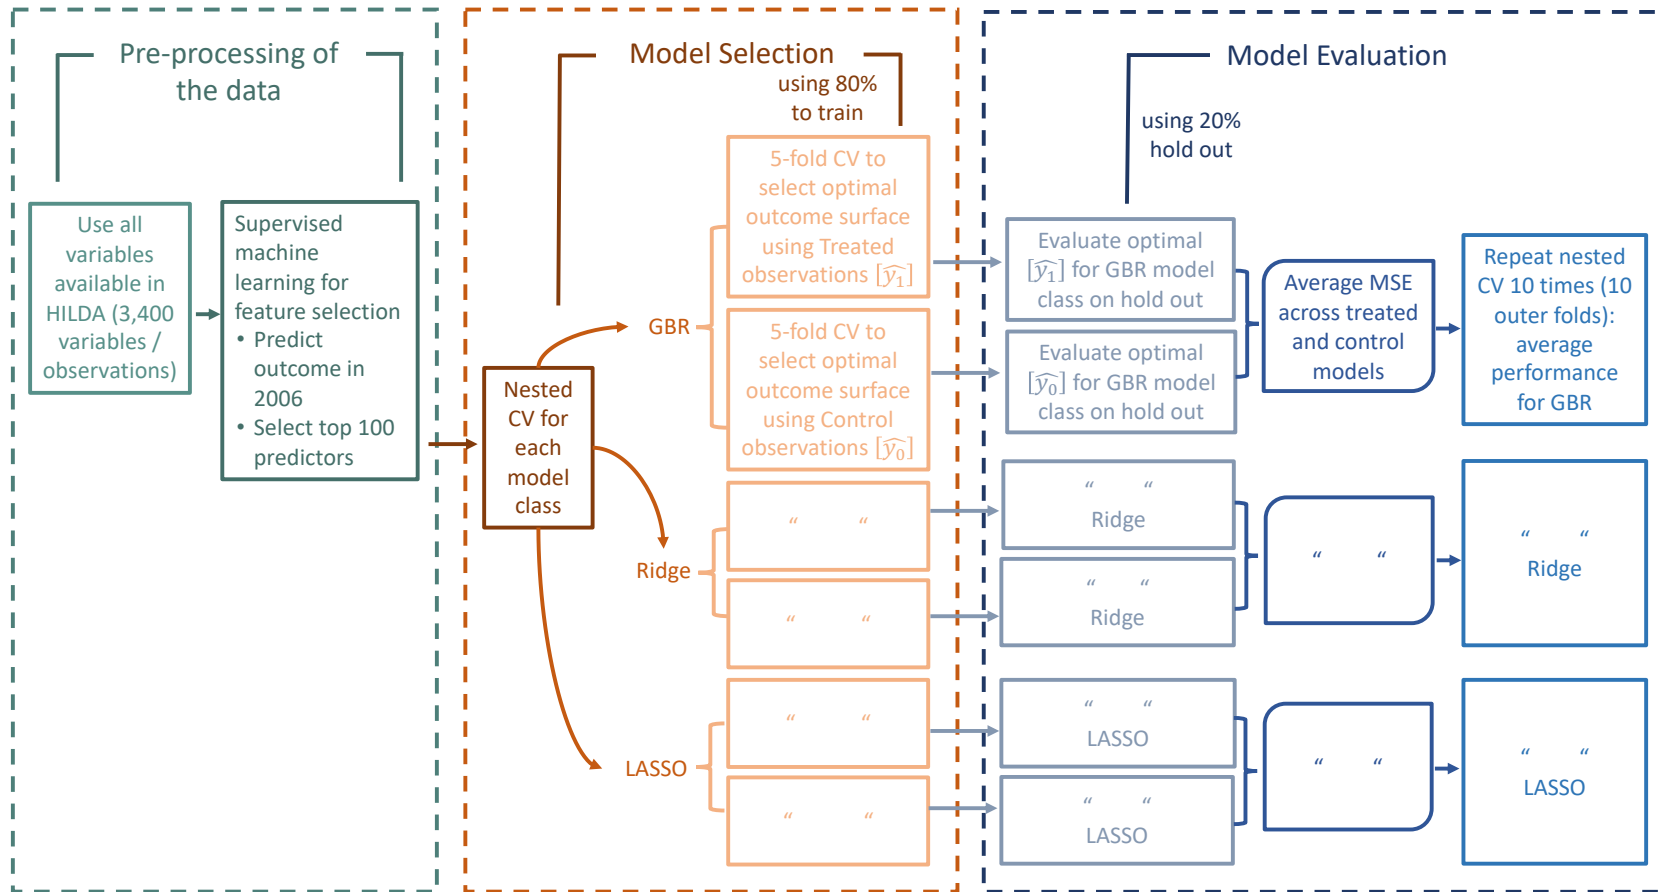 Pre-processing of
the data
Use all
variables
available in
HILDA (3,400
variables /
observations)
Supervised
machine
learning for
feature selection
• Predict
outcome in
2006
• Select top 100
predictors
Model Selection
using 80%
to train
Nested
CV for
each
model
class
GBR
5-fold CV to
select optimal
outcome surface
using Treated
observations [ŷ₁]
5-fold CV to
select optimal
outcome surface
using Control
observations [ŷ₀]
Ridge
“ “
“ “
LASSO
“ “
“ “
Model Evaluation
using 20%
hold out
Evaluate optimal
[ŷ₁] for GBR model
class on hold out
Evaluate optimal
[ŷ₀] for GBR model
class on hold out
Average MSE
across treated
and control
models
Repeat nested
CV 10 times (10
outer folds):
average
performance
for GBR
“ “
Ridge
“ “
Ridge
“ “
“ “
Ridge
“ “
LASSO
“ “
LASSO
“ “
“ “
LASSO